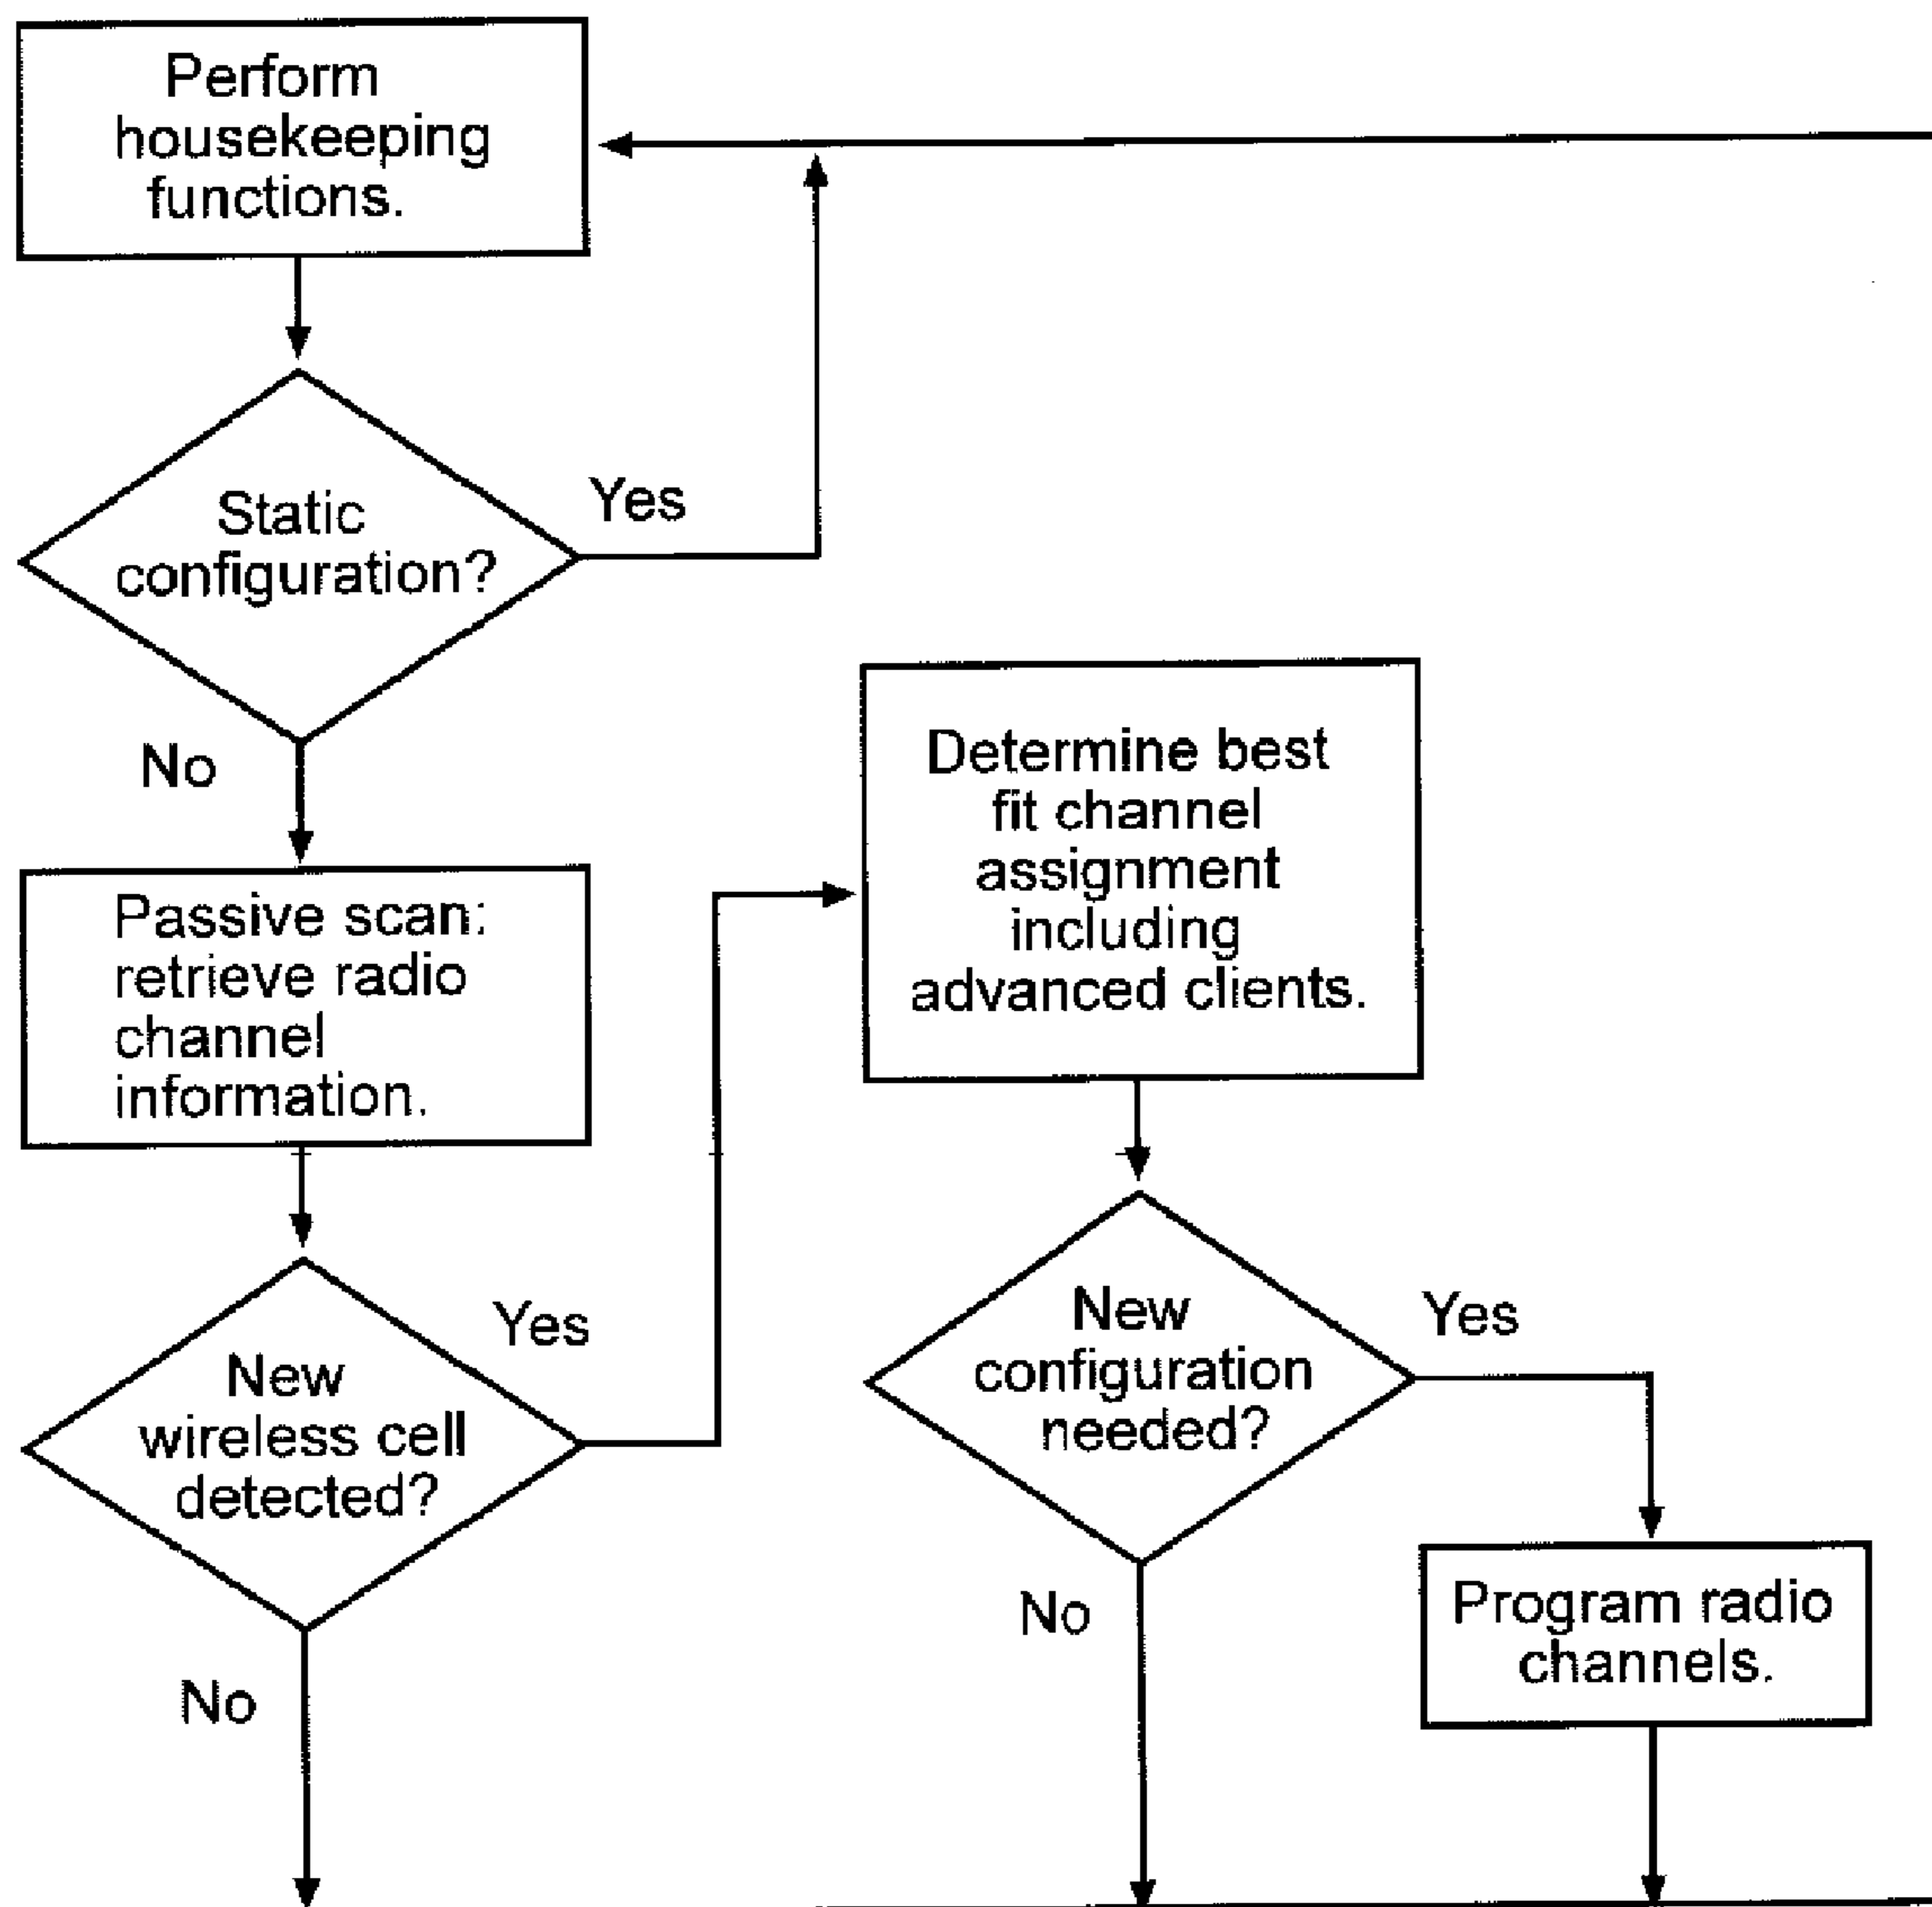 Perform
housekeeping
functions.
Static
configuration?
Yes
No
Passive scan:
retrieve radio
channel
information.
New
wireless cell
detected?
Yes
No
Determine best
fit channel
assignment
including
advanced clients.
New
configuration
needed?
Yes
No
Program radio
channels.